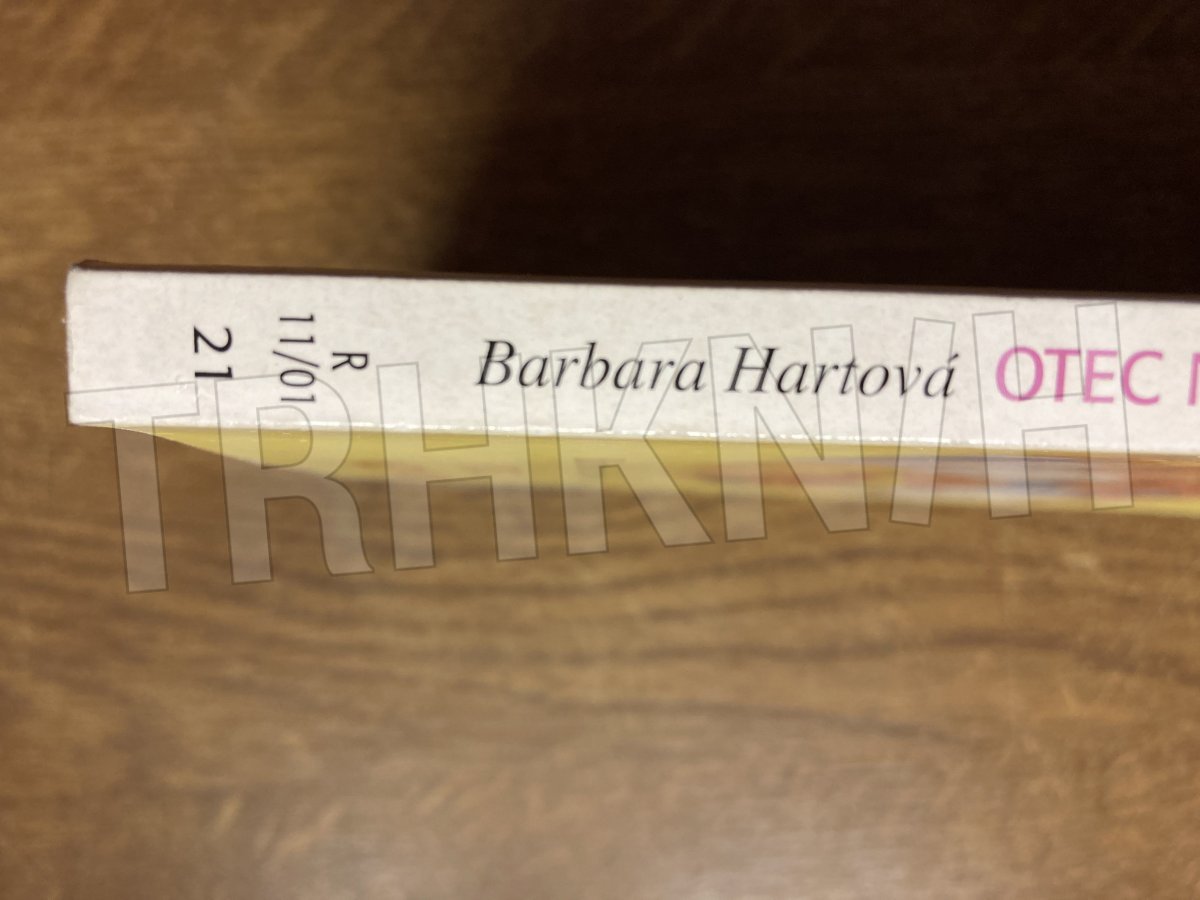 R
11/01
21
Barbara Hartová OTEC
TRHKNIH